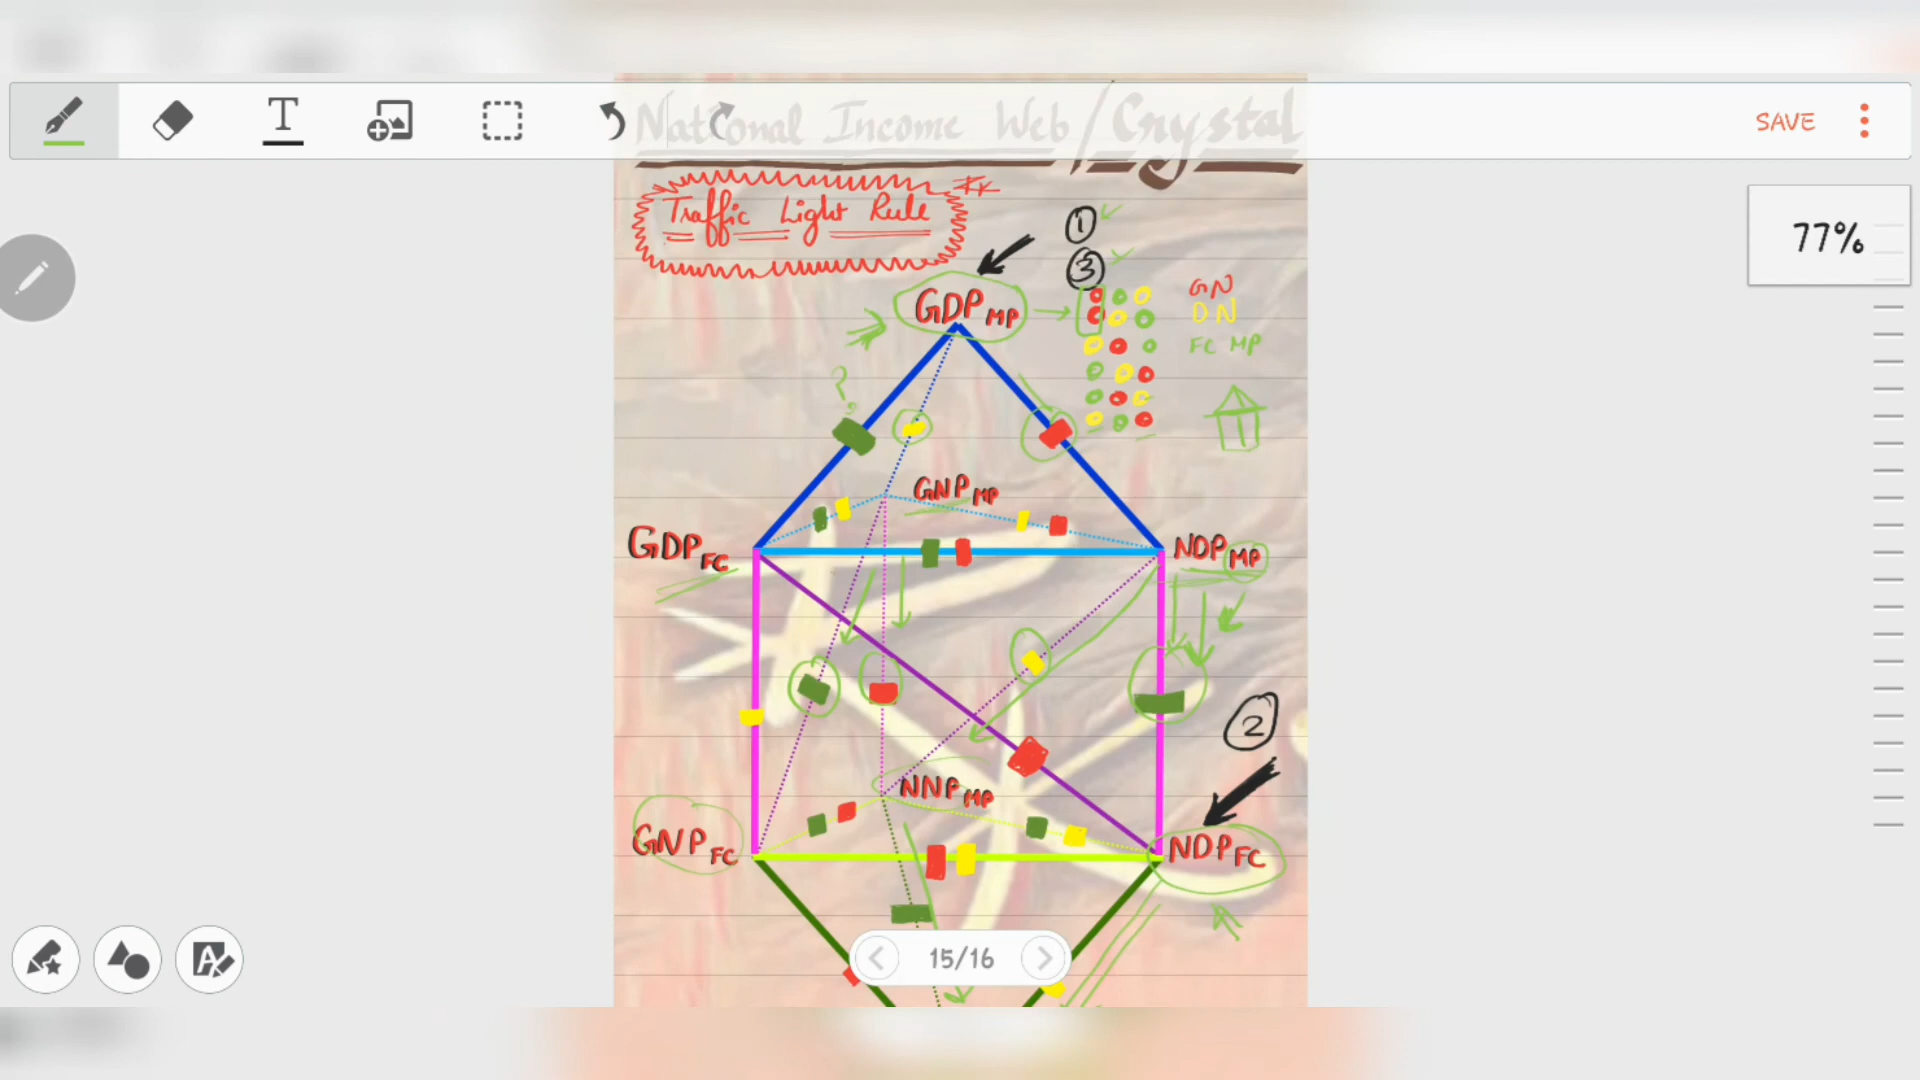 T
National Income Web/Crystal
SAVE
Traffic Light Rule
77%
1
3
GDP MP
GN
DN
FC MP
?
GNP MP
GDP FC
NDP MP
2
NNP MP
GNP FC
NDP FC
15/16